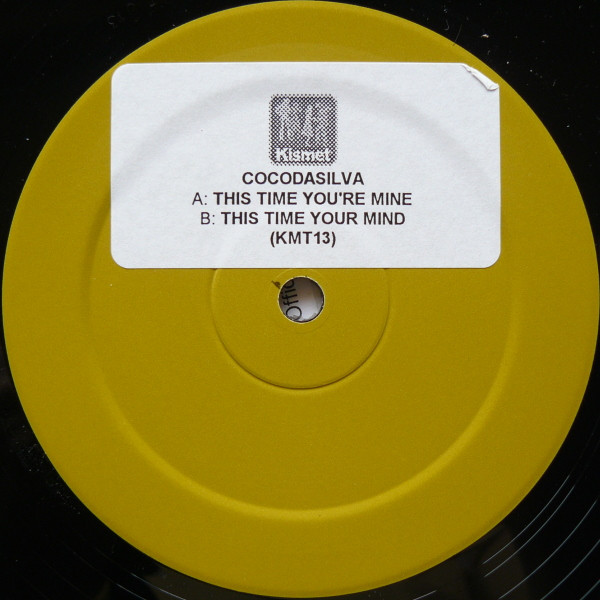 Kismet
COCODASILVA
A: THIS TIME YOU'RE MINE
B: THIS TIME YOUR MIND
(KMT13)